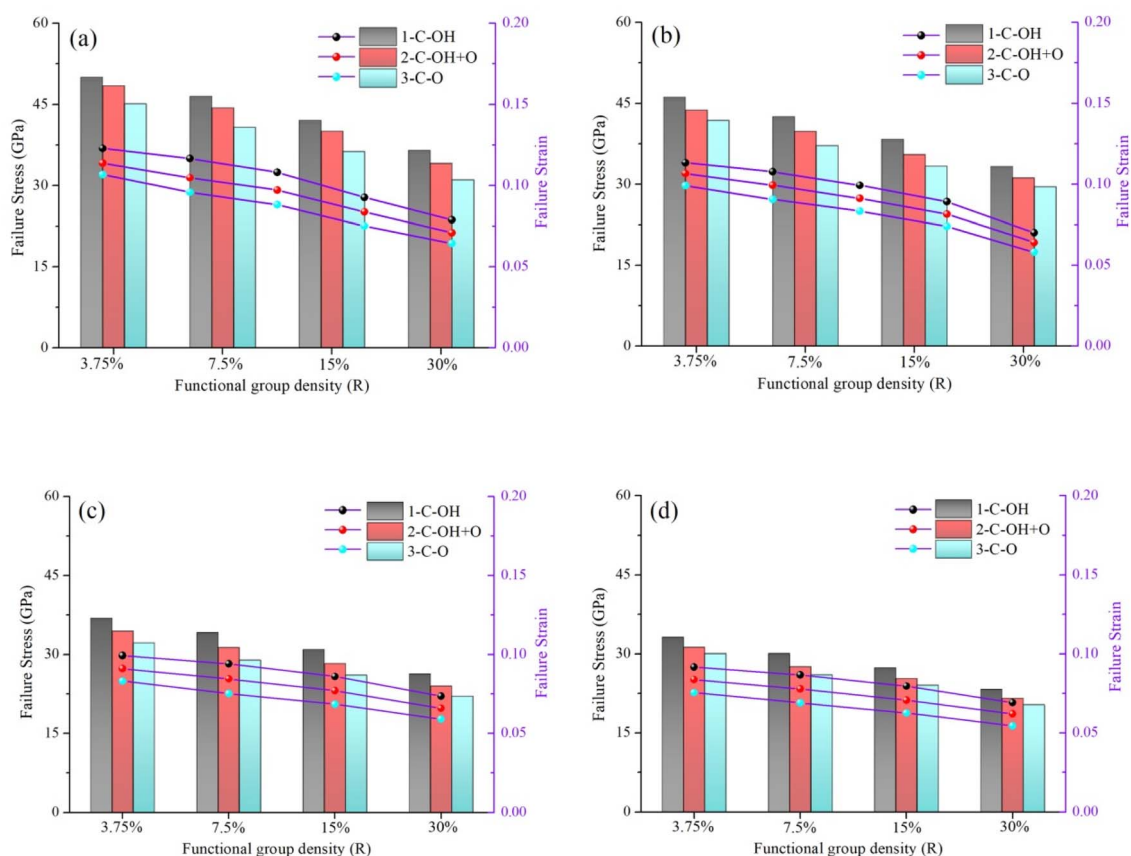 (a)
60
45
30
15
0
Failure Stress (GPa)
1-C-OH
2-C-OH+O
3-C-O
0.20
0.15
0.10
0.05
0.00
Failure Strain
3.75% 7.5% 15% 30%
Functional group density (R)
(b)
60
45
30
15
0
Failure Stress (GPa)
1-C-OH
2-C-OH+O
3-C-O
0.20
0.15
0.10
0.05
0.00
Failure Strain
3.75% 7.5% 15% 30%
Functional group density (R)
(c)
60
45
30
15
0
Failure Stress (GPa)
1-C-OH
2-C-OH+O
3-C-O
0.20
0.15
0.10
0.05
0.00
Failure Strain
3.75% 7.5% 15% 30%
Functional group density (R)
(d)
60
45
30
15
0
Failure Stress (GPa)
1-C-OH
2-C-OH+O
3-C-O
0.20
0.15
0.10
0.05
0.00
Failure Strain
3.75% 7.5% 15% 30%
Functional group density (R)